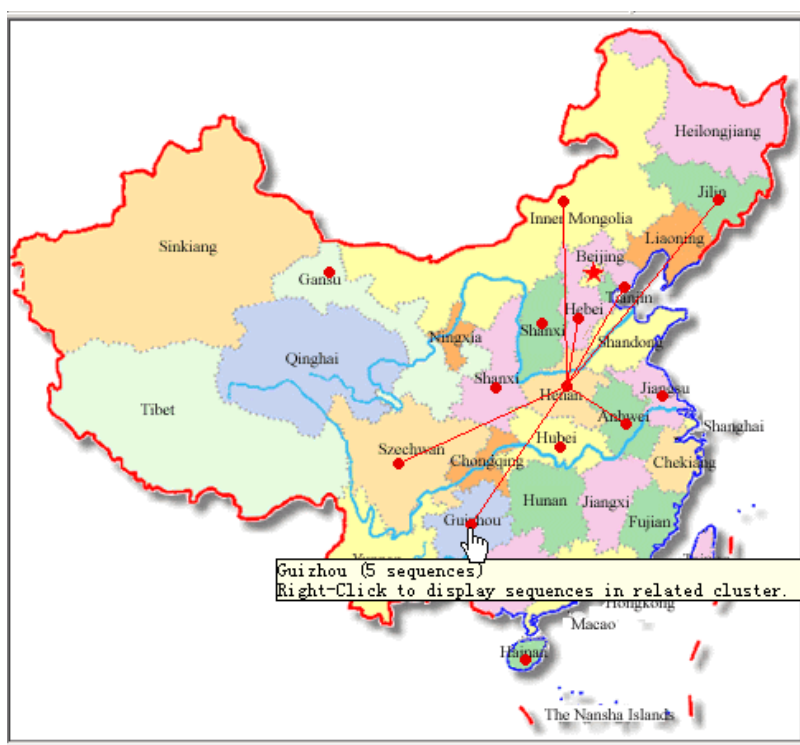 Heilongjiang
Jilin
Inner Mongolia
Liaoning
Sinkiang
Beijing
Gansu
Tianjin
Hebei
Ningxia
Shanxi
Shandong
Qinghai
Shanxi
Henan
Jiangsu
Tibet
Anhwei
Shanghai
Hubei
Szechwan
Chongqing
Chekiang
Hunan
Jiangxi
Guizhou
Fujian
Guizhou (5 sequences)
Right-Click to display sequences in related cluster.
Hongkong
Macao
Hainan
The Nansha Islands